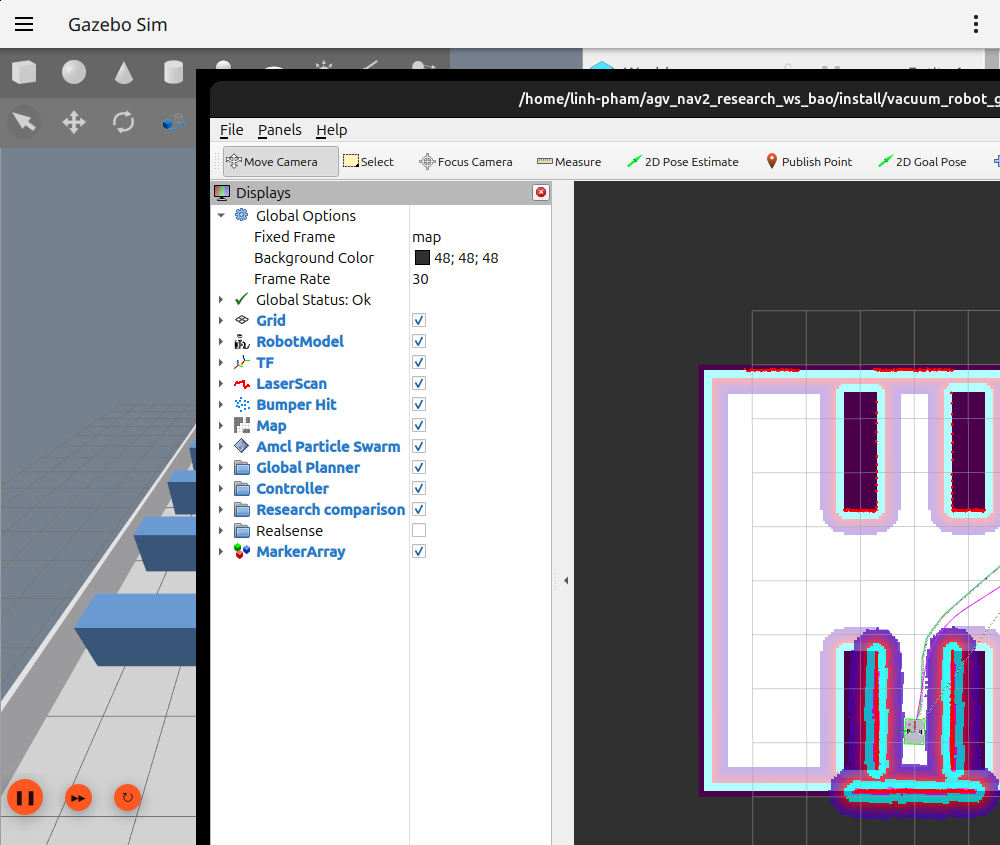 Gazebo Sim
/home/linh-pham/agv_nav2_research_ws_bao/install/vacuum_robot_g
File Panels Help
Move Camera Select Focus Camera Measure 2D Pose Estimate Publish Point 2D Goal Pose
Displays
Global Options
Fixed Frame map
Background Color 48; 48; 48
Frame Rate 30
Global Status: Ok
Grid
RobotModel
TF
LaserScan
Bumper Hit
Map
Amcl Particle Swarm
Global Planner
Controller
Research comparison
Realsense
MarkerArray